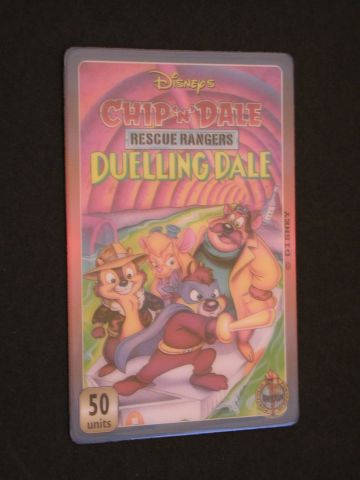 Disney's
CHIP 'N' DALE
RESCUE RANGERS
DUELLING DALE
© DISNEY
50
units